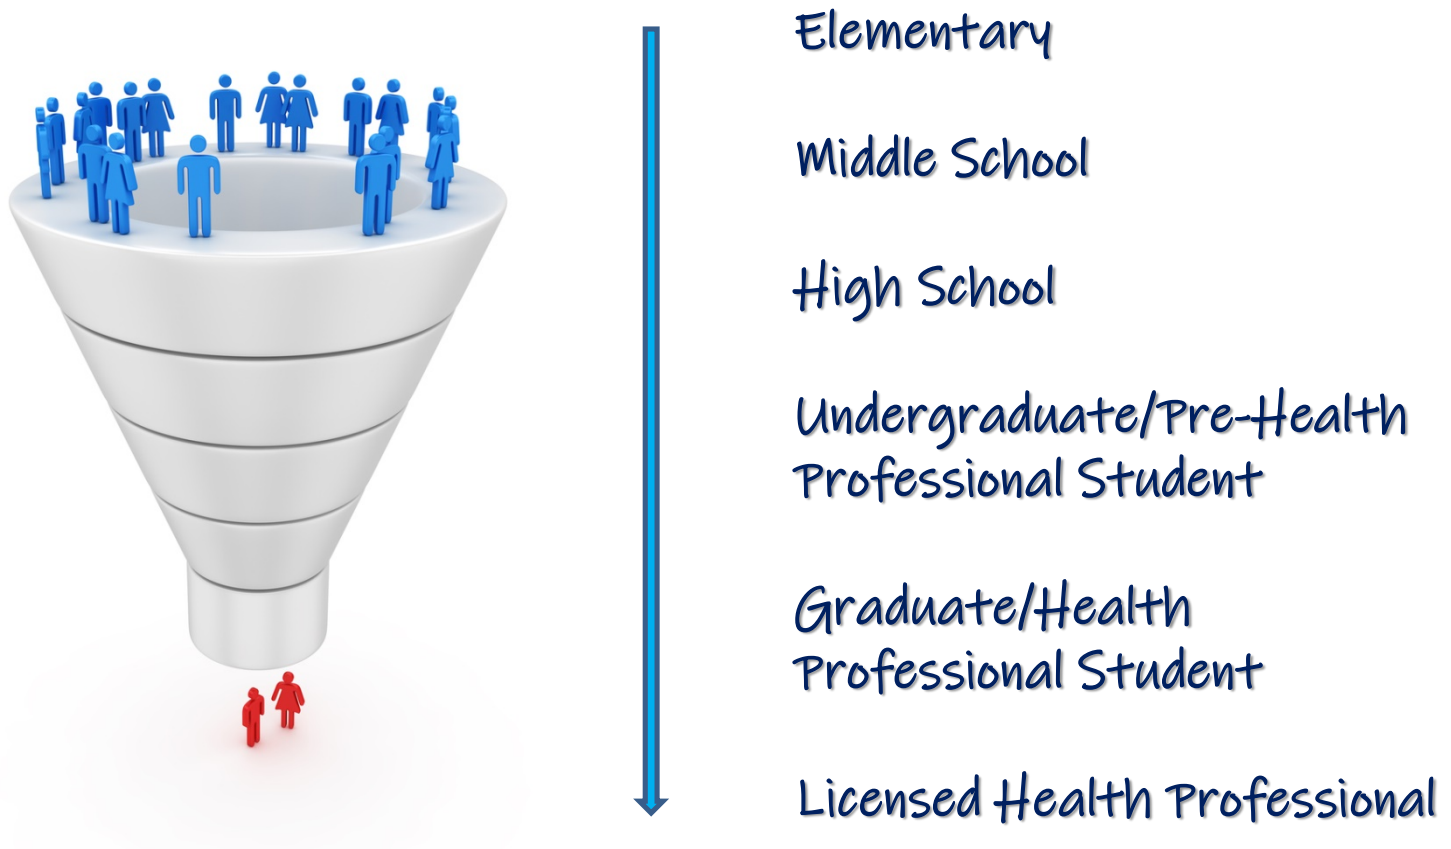 Elementary
Middle School
High School
Undergraduate/Pre-Health
Professional Student
Graduate/Health
Professional Student
Licensed Health Professional